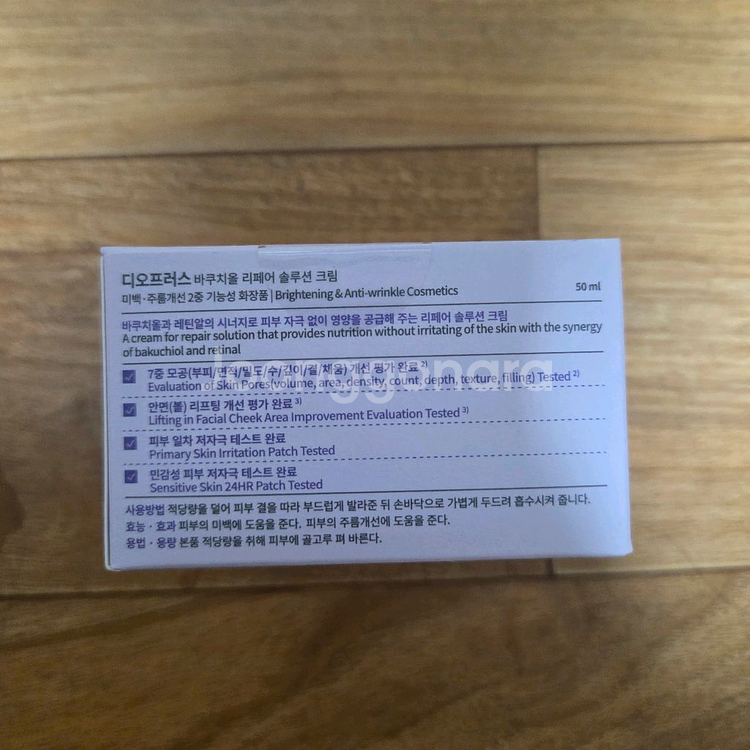 디오프러스 바쿠치올 리페어 솔루션 크림
미백·주름개선 2중 기능성 화장품 | Brightening & Anti-wrinkle Cosmetics 50 ml
바쿠치올과 레틴알의 시너지로 피부 자극 없이 영양을 공급해 주는 리페어 솔루션 크림
A cream for repair solution that provides nutrition without irritating of the skin with the synergy
of bakuchiol and retinal
joonggonara
7중 모공(부피/면적/밀도/수/깊이/결/채움) 개선 평가 완료 2)
Evaluation of Skin Pores(volume, area, density, count, depth, texture, filling) Tested 2)
안면(볼) 리프팅 개선 평가 완료 3)
Lifting in Facial Cheek Area Improvement Evaluation Tested 3)
피부 일차 저자극 테스트 완료
Primary Skin Irritation Patch Tested
민감성 피부 저자극 테스트 완료
Sensitive Skin 24HR Patch Tested
사용방법 적당량을 덜어 피부 결을 따라 부드럽게 발라준 뒤 손바닥으로 가볍게 두드려 흡수시켜 줍니다.
효능·효과 피부의 미백에 도움을 준다. 피부의 주름개선에 도움을 준다.
용법·용량 본품 적당량을 취해 피부에 골고루 펴 바른다.